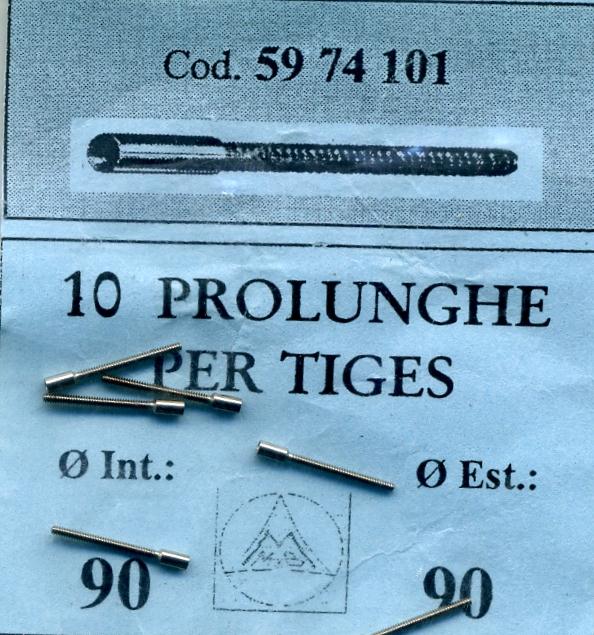 Cod. 59 74 101
10 PROLUNGHE
PER TIGES
Ø Int.:
Ø Est.:
90
90